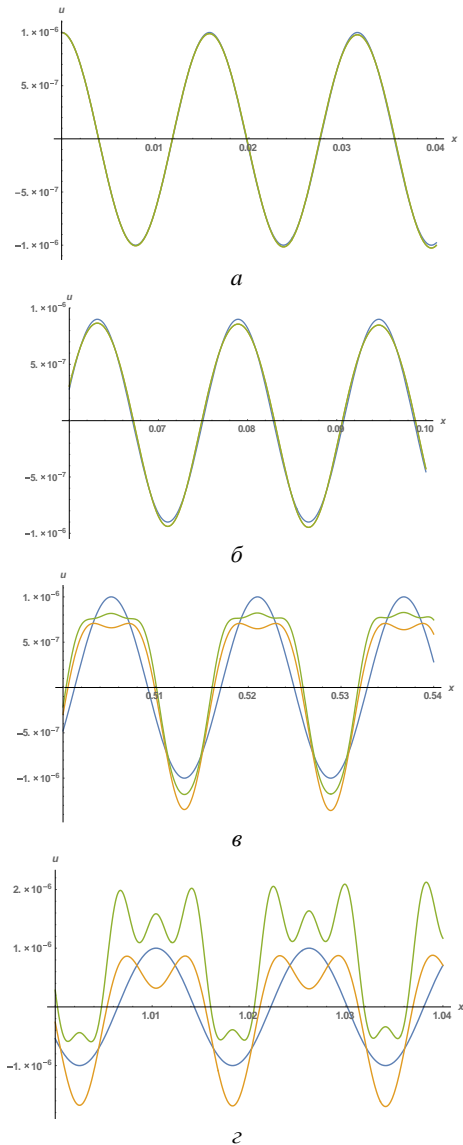 u
1. × 10⁻⁶
5. × 10⁻⁷
x
0.01 0.02 0.03 0.04
−5. × 10⁻⁷
−1. × 10⁻⁶
а
u
1. × 10⁻⁶
5. × 10⁻⁷
x
0.07 0.08 0.09 0.10
−5. × 10⁻⁷
−1. × 10⁻⁶
б
u
1. × 10⁻⁶
5. × 10⁻⁷
x
0.51 0.52 0.53 0.54
−5. × 10⁻⁷
−1. × 10⁻⁶
в
u
2. × 10⁻⁶
1. × 10⁻⁶
x
1.01 1.02 1.03 1.04
−1. × 10⁻⁶
г